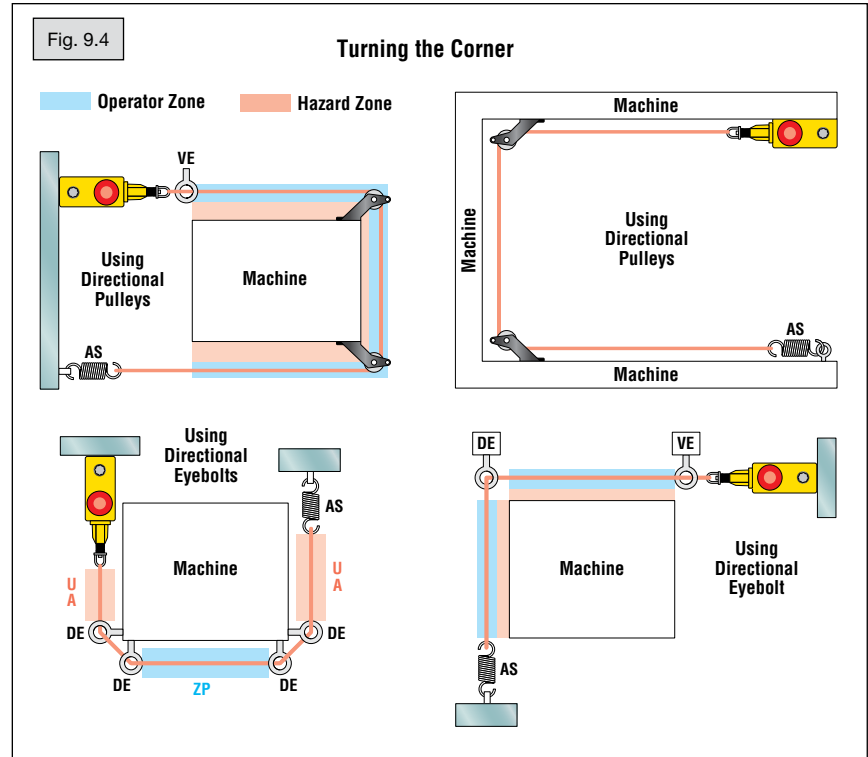 Fig. 9.4
Turning the Corner
Operator Zone
Hazard Zone
VE
Using
Directional
Pulleys
Machine
AS
Machine
Machine
Using
Directional
Pulleys
AS
Machine
Using
Directional
Eyebolts
AS
Machine
U
A
U
A
DE
DE
DE
DE
ZP
DE
VE
Machine
Using
Directional
Eyebolt
AS